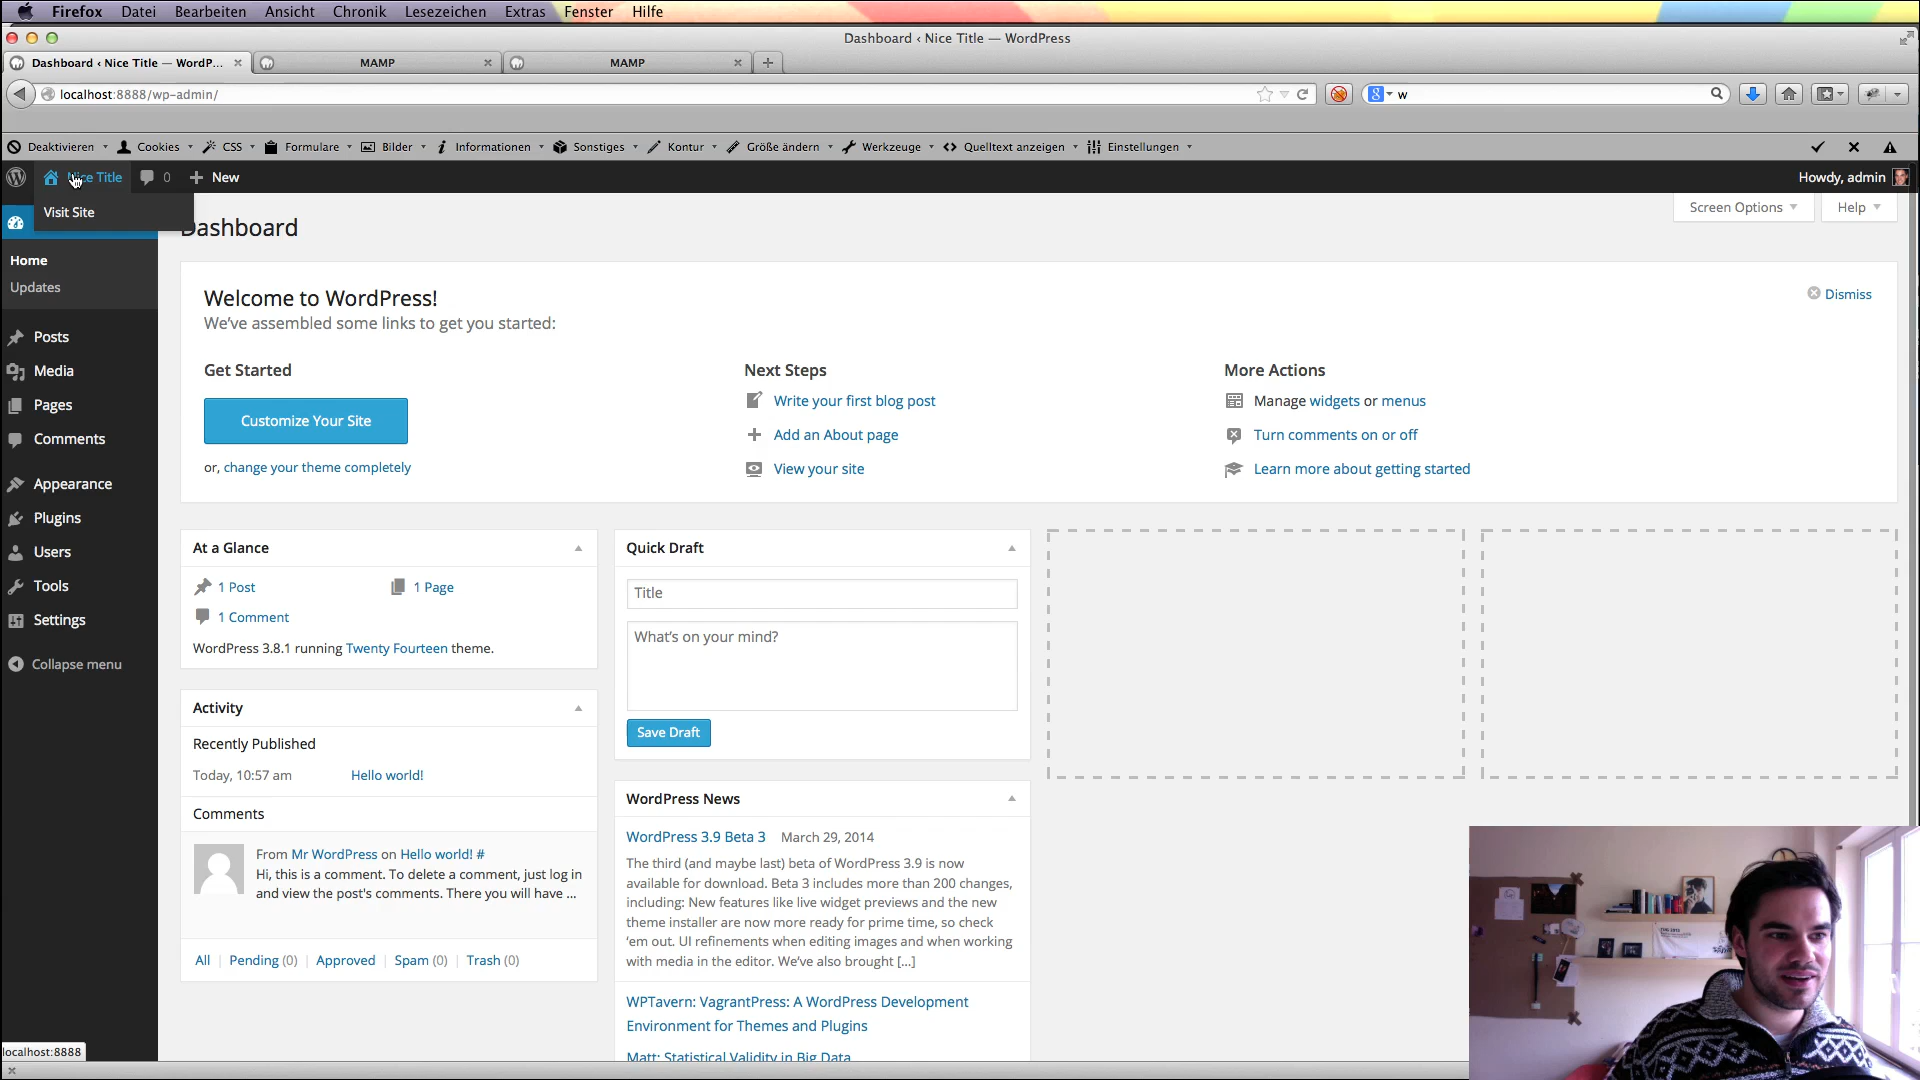 Firefox Datei Bearbeiten Ansicht Chronik Lesezeichen Extras Fenster Hilfe
Dashboard ‹ Nice Title — WordPress
Dashboard ‹ Nice Title — WordP... MAMP MAMP
localhost:8888/wp-admin/ w
Deaktivieren Cookies CSS Formulare Bilder Informationen Sonstiges Kontur Größe ändern Werkzeuge Quelltext anzeigen Einstellungen
Nice Title 0 New Howdy, admin
Visit Site
Screen Options Help
Dashboard
Home
Updates
Posts
Media
Pages
Comments
Appearance
Plugins
Users
Tools
Settings
Collapse menu
Welcome to WordPress!
Dismiss
We've assembled some links to get you started:
Get Started
Customize Your Site
or, change your theme completely
Next Steps
Write your first blog post
Add an About page
View your site
More Actions
Manage widgets or menus
Turn comments on or off
Learn more about getting started
At a Glance
1 Post 1 Page
1 Comment
WordPress 3.8.1 running Twenty Fourteen theme.
Activity
Recently Published
Today, 10:57 am Hello world!
Comments
From Mr WordPress on Hello world! #
Hi, this is a comment. To delete a comment, just log in
and view the post's comments. There you will have ...
All | Pending (0) | Approved | Spam (0) | Trash (0)
Quick Draft
Title
What's on your mind?
Save Draft
WordPress News
WordPress 3.9 Beta 3 March 29, 2014
The third (and maybe last) beta of WordPress 3.9 is now
available for download. Beta 3 includes more than 200 changes,
including: New features like live widget previews and the new
theme installer are now more ready for prime time, so check
'em out. UI refinements when editing images and when working
with media in the editor. We've also brought [...]
WPTavern: VagrantPress: A WordPress Development
Environment for Themes and Plugins
Matt: Statistical Validity in Big Data
localhost:8888